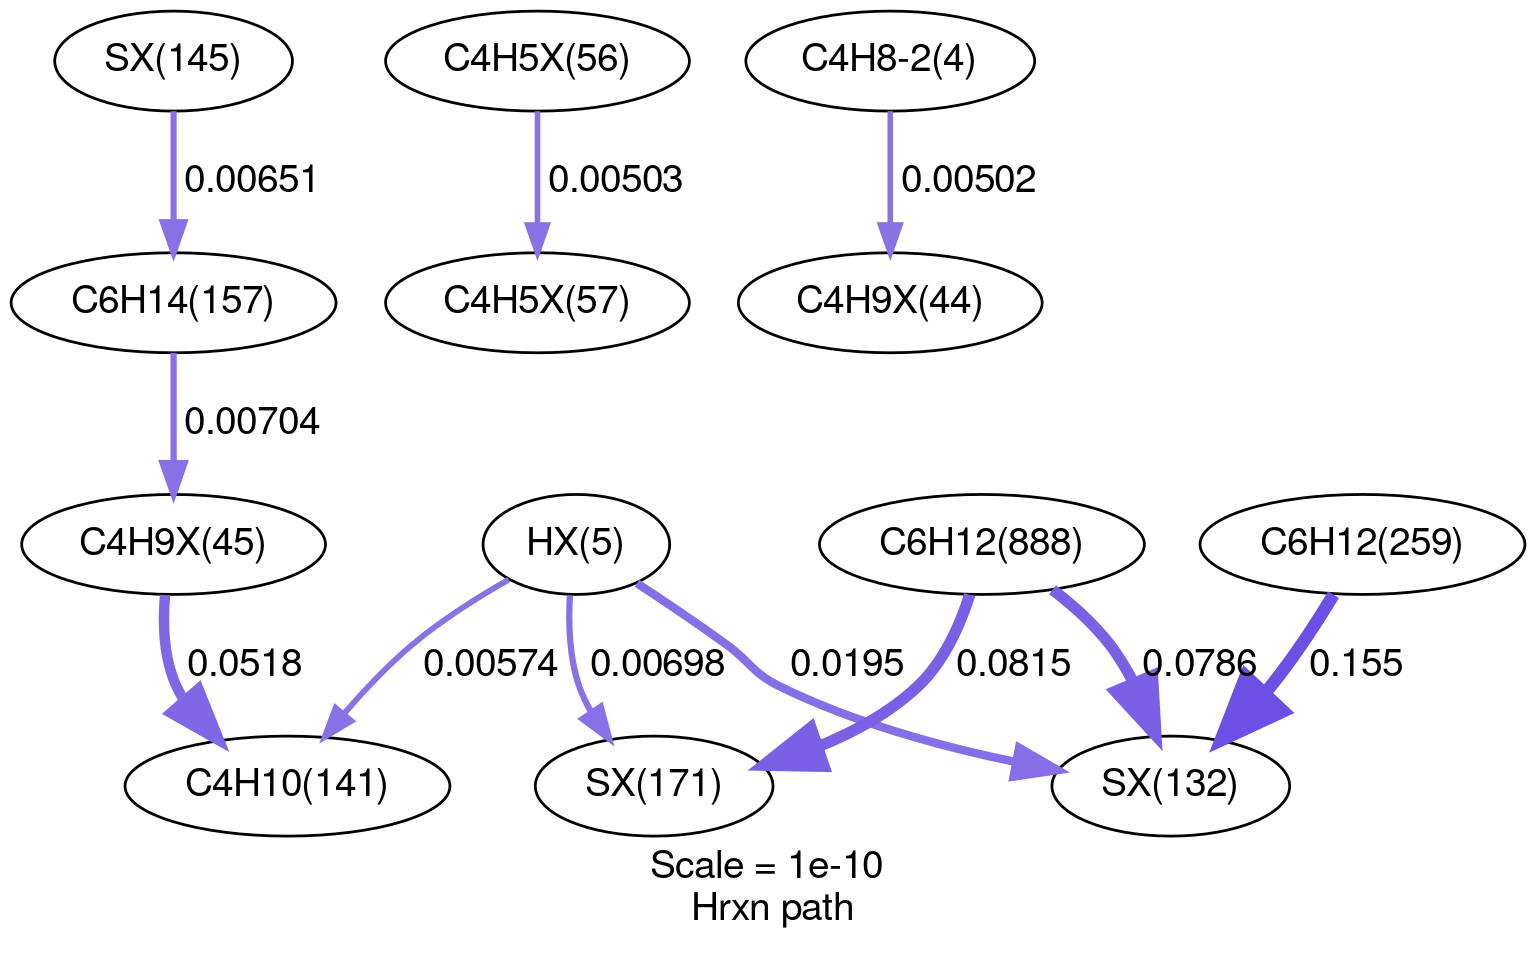 SX(145)
C4H5X(56)
C4H8-2(4)
0.00651
0.00503
0.00502
C6H14(157)
C4H5X(57)
C4H9X(44)
0.00704
C4H9X(45)
HX(5)
C6H12(888)
C6H12(259)
0.0518
0.00574
0.00698
0.0195
0.0815
0.0786
0.155
C4H10(141)
SX(171)
SX(132)
Scale = 1e-10
Hrxn path